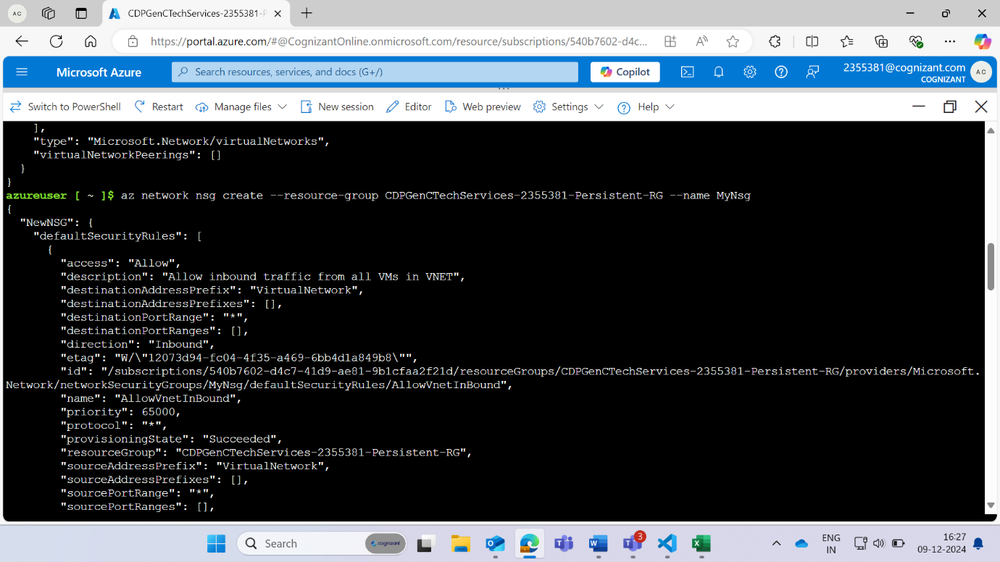 AC
CDPGenCTechServices-2355381-P
https://portal.azure.com/#@CognizantOnline.onmicrosoft.com/resource/subscriptions/540b7602-d4c...
Microsoft Azure
Search resources, services, and docs (G+/)
Copilot
2355381@cognizant.com
COGNIZANT
AC
Switch to PowerShell
Restart
Manage files
New session
Editor
Web preview
Settings
Help
],
"type": "Microsoft.Network/virtualNetworks",
"virtualNetworkPeerings": []
}
}
azureuser [ ~ ]$ az network nsg create --resource-group CDPGenCTechServices-2355381-Persistent-RG --name MyNsg
{
"NewNSG": {
"defaultSecurityRules": [
{
"access": "Allow",
"description": "Allow inbound traffic from all VMs in VNET",
"destinationAddressPrefix": "VirtualNetwork",
"destinationAddressPrefixes": [],
"destinationPortRange": "*",
"destinationPortRanges": [],
"direction": "Inbound",
"etag": "W/\"12073d94-fc04-4f35-a469-6bb4d1a849b8\"",
"id": "/subscriptions/540b7602-d4c7-41d9-ae81-9b1cfaa2f21d/resourceGroups/CDPGenCTechServices-2355381-Persistent-RG/providers/Microsoft.
Network/networkSecurityGroups/MyNsg/defaultSecurityRules/AllowVnetInBound",
"name": "AllowVnetInBound",
"priority": 65000,
"protocol": "*",
"provisioningState": "Succeeded",
"resourceGroup": "CDPGenCTechServices-2355381-Persistent-RG",
"sourceAddressPrefix": "VirtualNetwork",
"sourceAddressPrefixes": [],
"sourcePortRange": "*",
"sourcePortRanges": [],
Search
cognizant
3
ENG
IN
16:27
09-12-2024